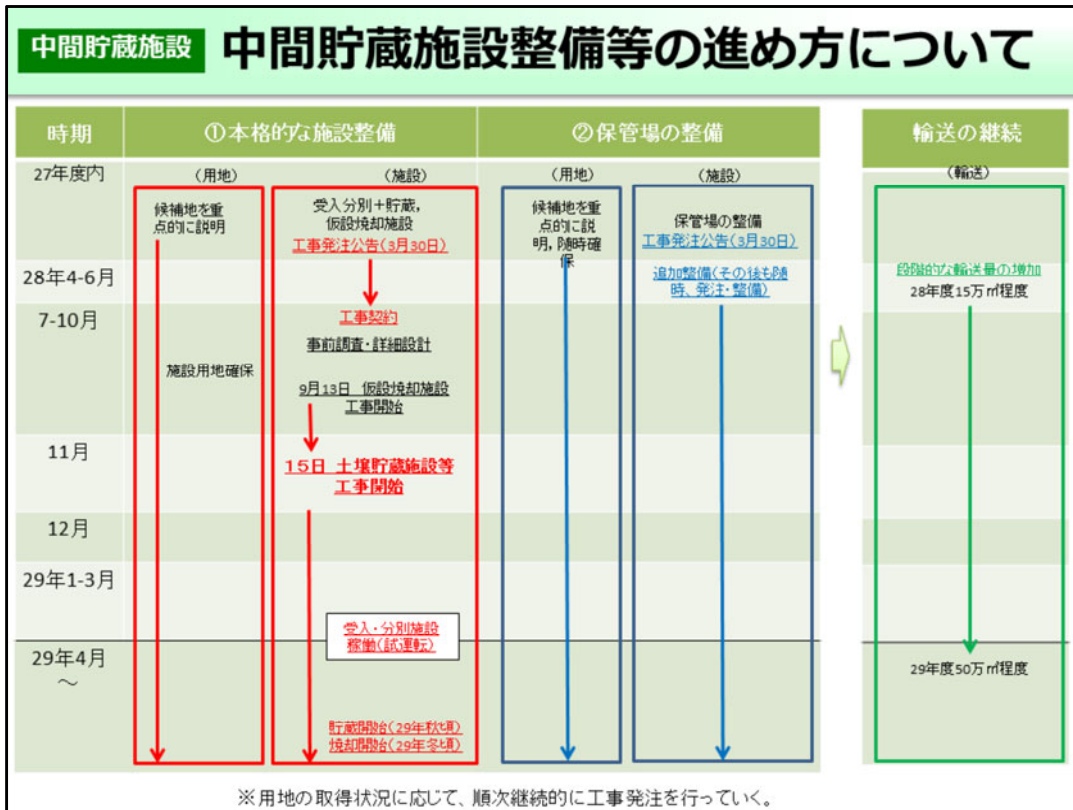 中間貯蔵施設
中間貯蔵施設整備等の進め方について
時期
①本格的な施設整備
②保管場の整備
輸送の継続
27年度内
(用地)
(施設)
(用地)
(施設)
(輸送)
候補地を重
点的に説明
受入分別+貯蔵,
仮設焼却施設
工事発注公告(3月30日)
候補地を重
点的に説
明,随時確
保
保管場の整備
工事発注公告(3月30日)
28年4-6月
追加整備(その後も随
時、発注・整備)
段階的な輸送量の増加
28年度15万㎥程度
7-10月
工事契約
事前調査・詳細設計
施設用地確保
9月13日 仮設焼却施設
工事開始
11月
15日 土壌貯蔵施設等
工事開始
12月
29年1-3月
受入・分別施設
稼働(試運転)
29年4月
~
29年度50万㎥程度
貯蔵開始(29年秋頃)
焼却開始(29年冬頃)
※用地の取得状況に応じて、順次継続的に工事発注を行っていく。